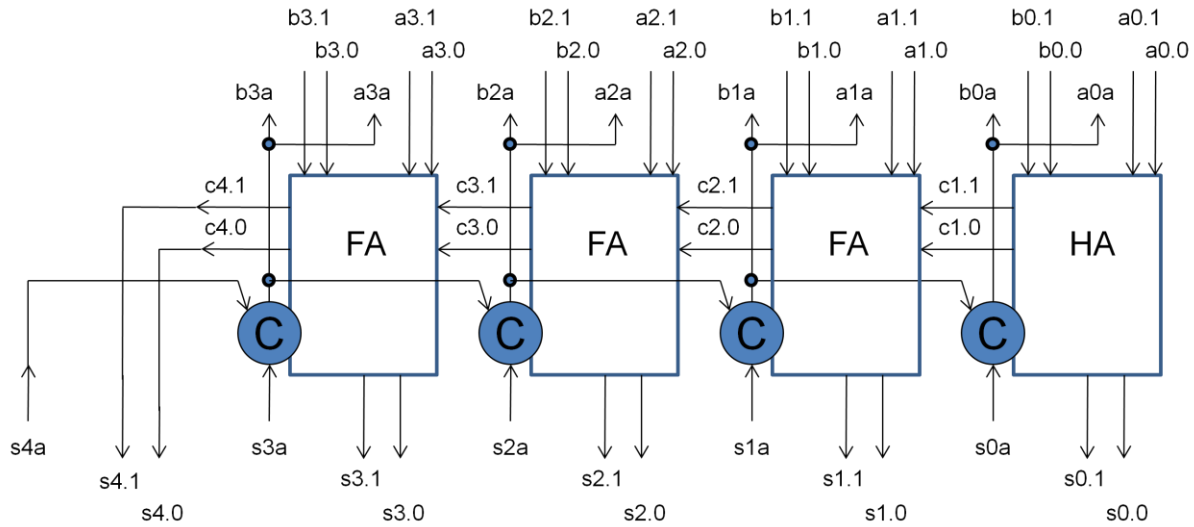 b3.1 a3.1 b2.1 a2.1 b1.1 a1.1 b0.1 a0.1
b3.0 a3.0 b2.0 a2.0 b1.0 a1.0 b0.0 a0.0
b3a a3a b2a a2a b1a a1a b0a a0a
c4.1 c3.1 c2.1 c1.1
c4.0 c3.0 c2.0 c1.0
FA FA FA HA
C C C C
s4a s3a s2a s1a s0a
s4.1 s3.1 s2.1 s1.1 s0.1
s4.0 s3.0 s2.0 s1.0 s0.0